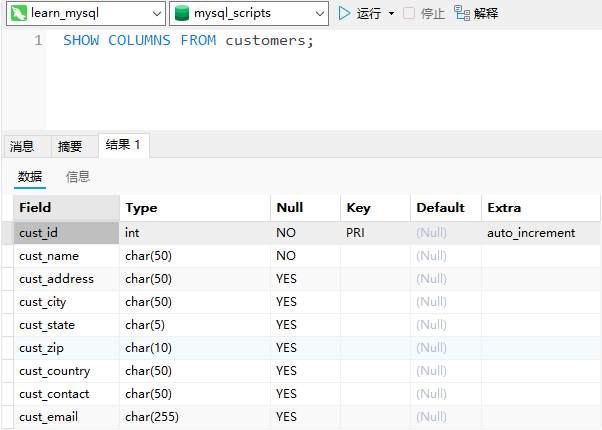 learn_mysql mysql_scripts 运行 停止 解释
1 SHOW COLUMNS FROM customers;
消息 摘要 结果 1
数据 信息
Field Type Null Key Default Extra
cust_id int NO PRI (Null) auto_increment
cust_name char(50) NO (Null)
cust_address char(50) YES (Null)
cust_city char(50) YES (Null)
cust_state char(5) YES (Null)
cust_zip char(10) YES (Null)
cust_country char(50) YES (Null)
cust_contact char(50) YES (Null)
cust_email char(255) YES (Null)